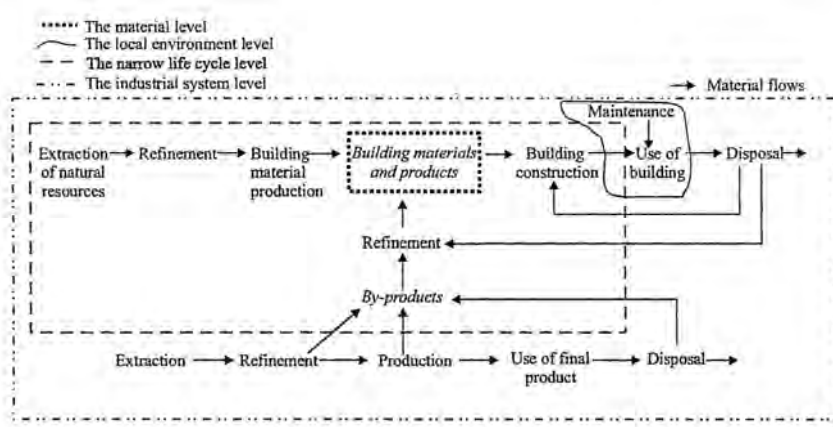 The material level
The local environment level
The narrow life cycle level
The industrial system level
Material flows
Maintenance
Extraction
of natural
resources
Refinement
Building
material
production
Building materials
and products
Building
construction
Use of
building
Disposal
Refinement
By-products
Extraction
Refinement
Production
Use of final
product
Disposal